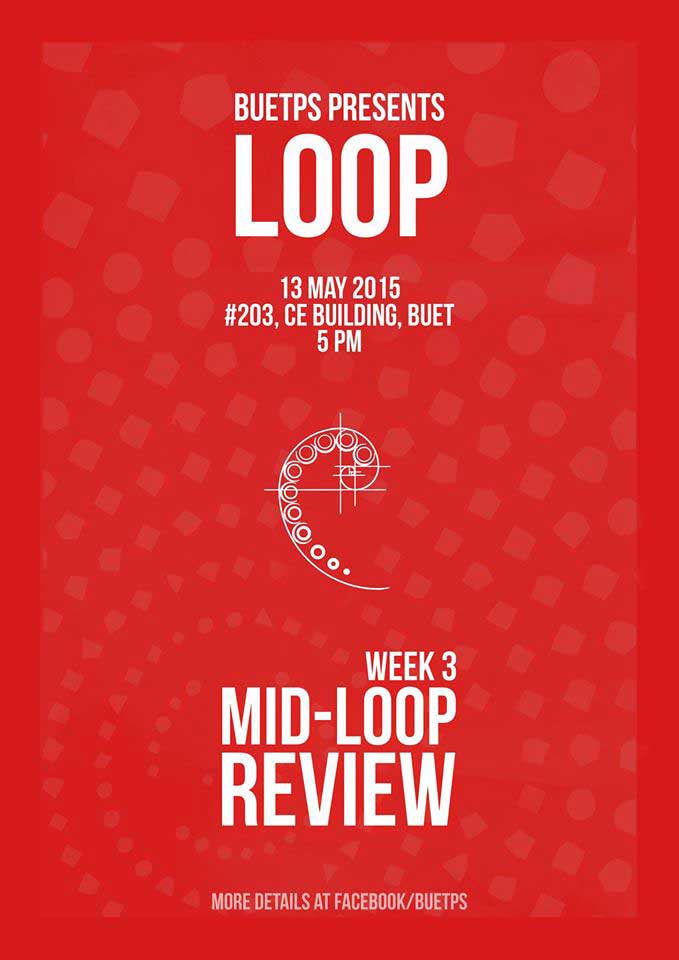 BUETPS PRESENTS
LOOP
13 MAY 2015
#203, CE BUILDING, BUET
5 PM
WEEK 3
MID-LOOP
REVIEW
MORE DETAILS AT FACEBOOK/BUETPS